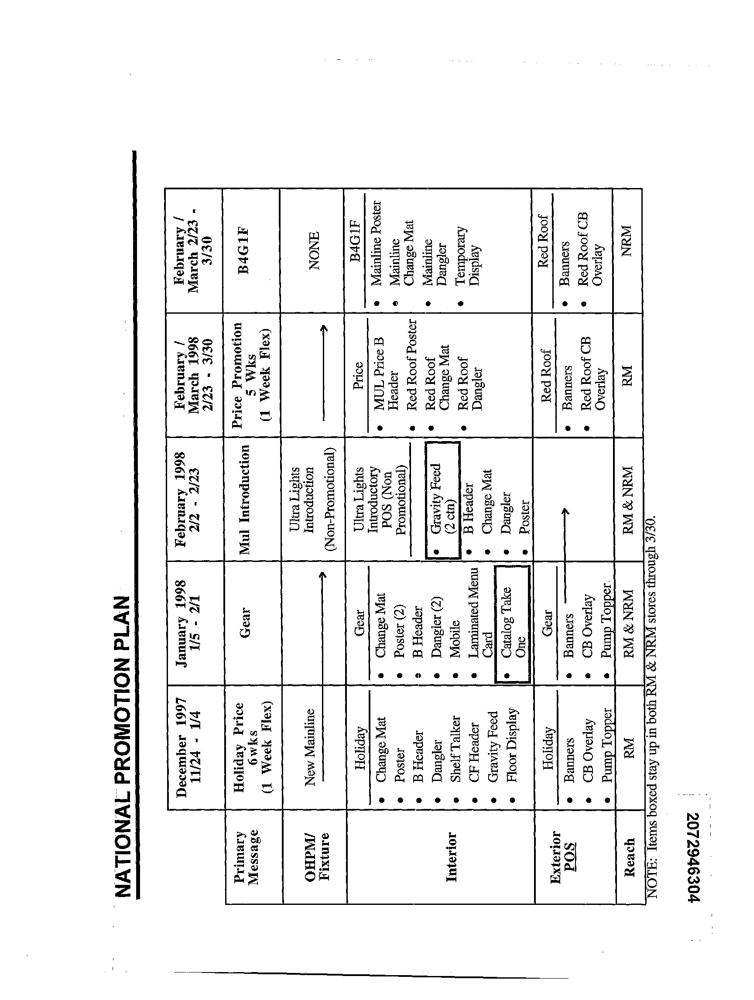 NATIONAL PROMOTION PLAN
December 1997
11/24 - 1/4
January 1998
1/5 - 2/1
February 1998
2/2 - 2/23
February /
March 1998
2/23 - 3/30
February /
March 2/23 -
3/30
Primary
Message
Holiday Price
6wks
(1 Week Flex)
Gear
Mul Introduction
Price Promotion
5 Wks
(1 Week Flex)
B4G1F
OHPM/
Fixture
New Mainline
Ultra Lights
Introduction
(Non-Promotional)
NONE
Interior
Holiday
• Change Mat
• Poster
• B Header
• Dangler
• Shelf Talker
• CF Header
• Gravity Feed
• Floor Display
Gear
• Change Mat
• Poster (2)
• B Header
• Dangler (2)
• Mobile
• Laminated Menu
Card
• Catalog Take
One
Ultra Lights
Introductory
POS (Non
Promotional)
• Gravity Feed
(2 ctn)
• B Header
• Change Mat
• Dangler
• Poster
Price
• MUL Price B
Header
• Red Roof Poster
• Red Roof
Change Mat
• Red Roof
Dangler
B4G1F
• Mainline Poster
• Mainline
Change Mat
• Mainline
Dangler
• Temporary
Display
Exterior
POS
Holiday
• Banners
• CB Overlay
• Pump Topper
Gear
• Banners
• CB Overlay
• Pump Topper
Red Roof
• Banners
• Red Roof CB
Overlay
Red Roof
• Banners
• Red Roof CB
Overlay
Reach
RM
RM & NRM
RM & NRM
RM
NRM
NOTE: Items boxed stay up in both RM & NRM stores through 3/30.
2072946304